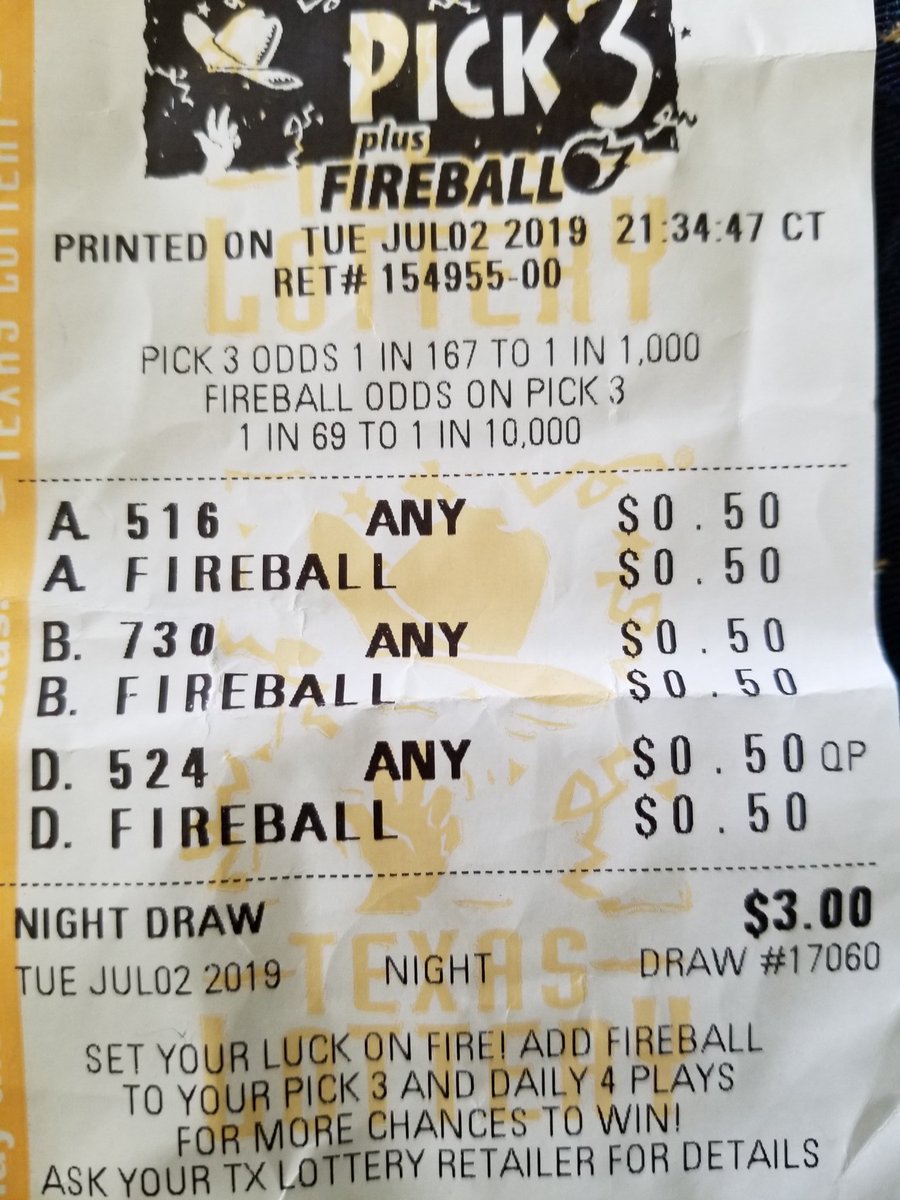 PICK 3
plus
FIREBALL
PRINTED ON TUE JUL02 2019 21:34:47 CT
RET# 154955-00
PICK 3 ODDS 1 IN 167 TO 1 IN 1,000
FIREBALL ODDS ON PICK 3
1 IN 69 TO 1 IN 10,000
A. 516 ANY $0.50
A. FIREBALL $0.50
B. 730 ANY $0.50
B. FIREBALL $0.50
D. 524 ANY $0.50 QP
D. FIREBALL $0.50
NIGHT DRAW $3.00
TUE JUL02 2019 NIGHT DRAW #17060
SET YOUR LUCK ON FIRE! ADD FIREBALL
TO YOUR PICK 3 AND DAILY 4 PLAYS
FOR MORE CHANCES TO WIN!
ASK YOUR TX LOTTERY RETAILER FOR DETAILS
LOTTERY
TEXAS
LOTTERY
TEXAS LOTTERY